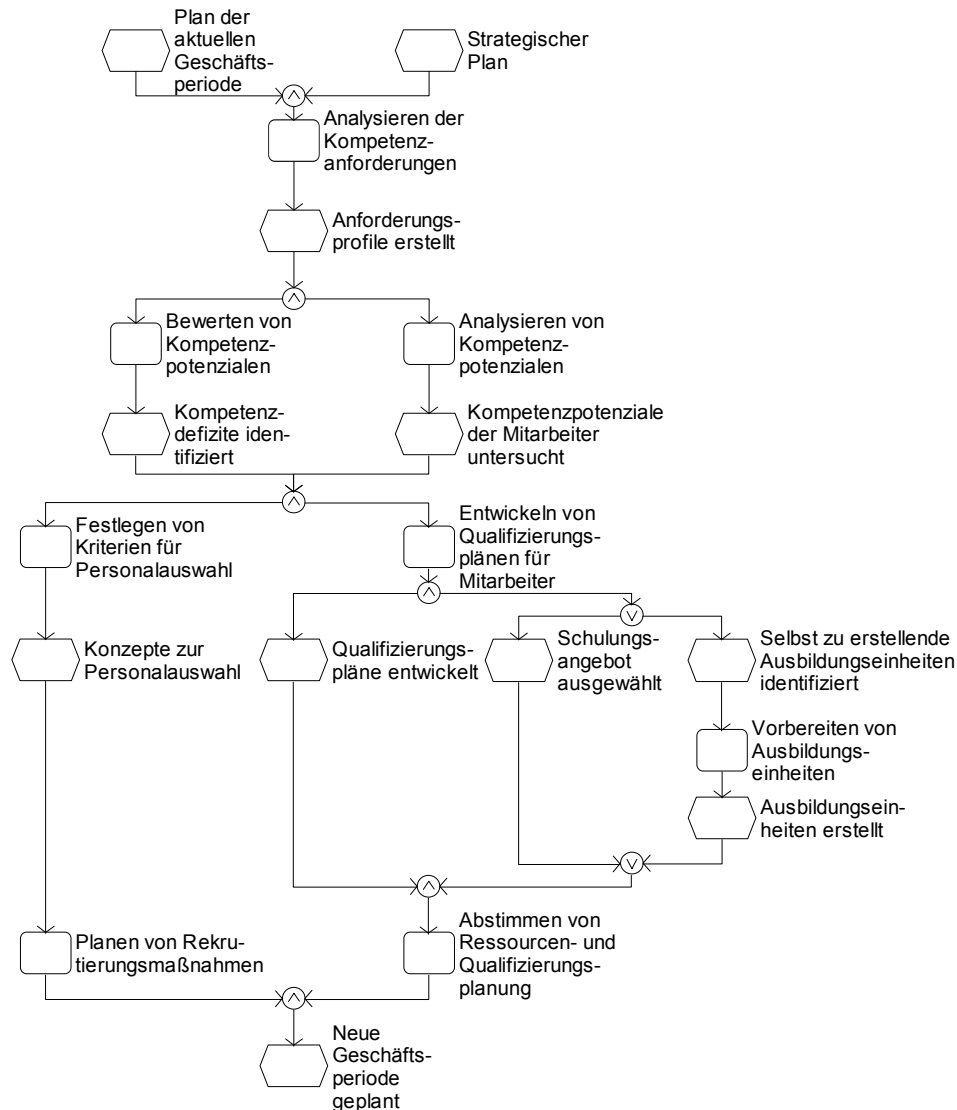 Plan der
aktuellen
Geschäfts-
periode
Strategischer
Plan
Analysieren der
Kompetenz-
anforderungen
Anforderungs-
profile erstellt
Bewerten von
Kompetenz-
potenzialen
Analysieren von
Kompetenz-
potenzialen
Kompetenz-
defizite iden-
tifiziert
Kompetenzpotenziale
der Mitarbeiter
untersucht
Festlegen von
Kriterien für
Personalauswahl
Entwickeln von
Qualifizierungs-
plänen für
Mitarbeiter
Konzepte zur
Personalauswahl
Qualifizierungs-
pläne entwickelt
Schulungs-
angebot
ausgewählt
Selbst zu erstellende
Ausbildungseinheiten
identifiziert
Vorbereiten von
Ausbildungs-
einheiten
Ausbildungsein-
heiten erstellt
Planen von Rekru-
tierungsmaßnahmen
Abstimmen von
Ressourcen- und
Qualifizierungs-
planung
Neue
Geschäfts-
periode
geplant